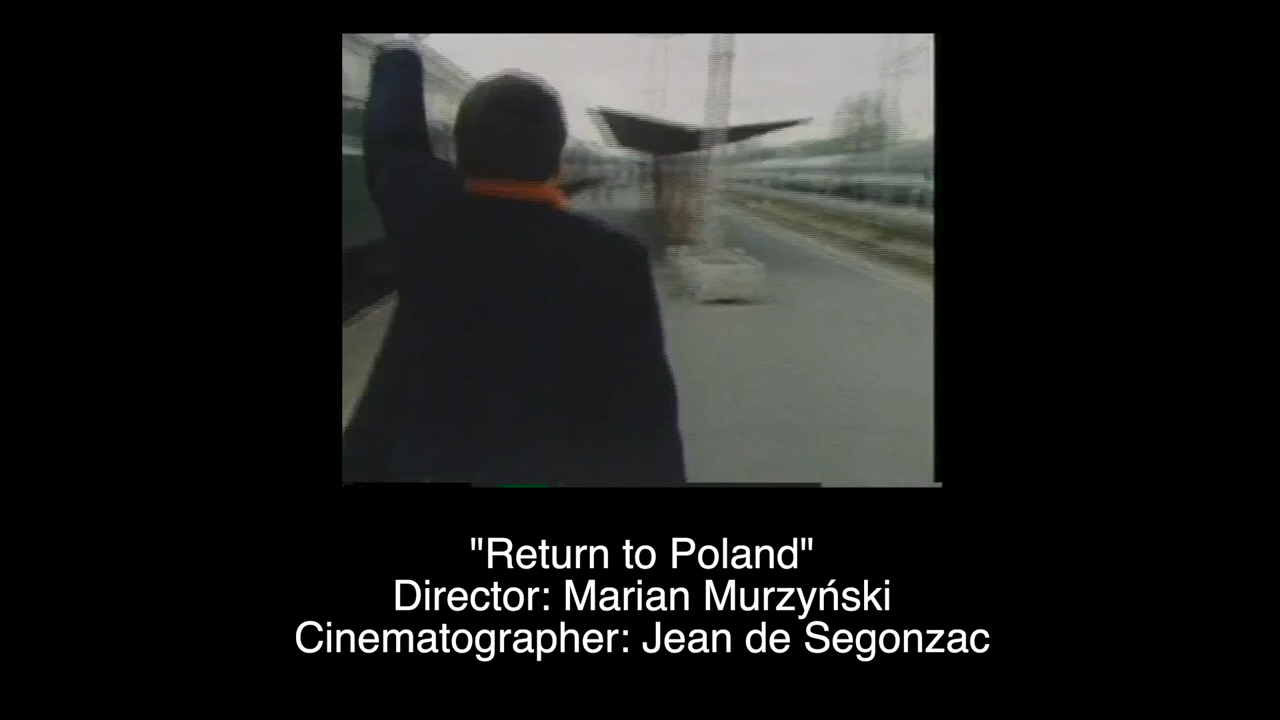 "Return to Poland"
Director: Marian Murzyński
Cinematographer: Jean de Segonzac